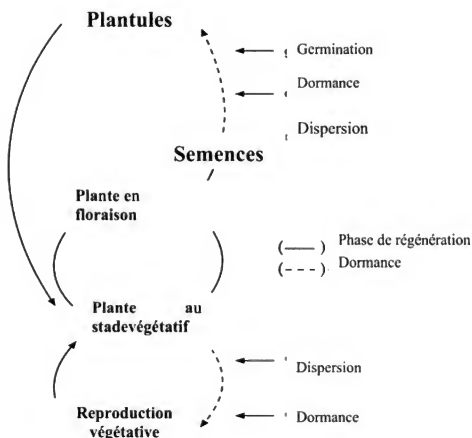 Plantules
Germination
Dormance
Dispersion
Semences
Plante en
floraison
(——) Phase de régénération
(- - -) Dormance
Plante au
stadevégétatif
Dispersion
Reproduction
végétative
Dormance